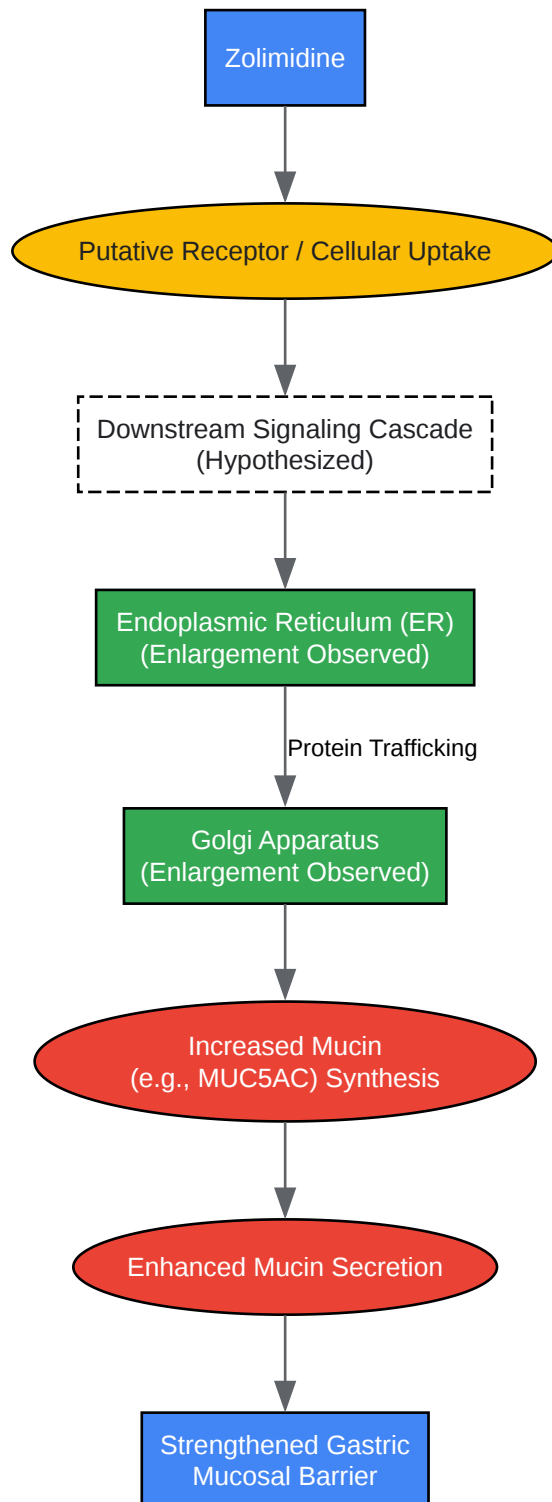 Zolimidine
Putative Receptor / Cellular Uptake
Downstream Signaling Cascade
(Hypothesized)
Endoplasmic Reticulum (ER)
(Enlargement Observed)
Protein Trafficking
Golgi Apparatus
(Enlargement Observed)
Increased Mucin
(e.g., MUC5AC) Synthesis
Enhanced Mucin Secretion
Strengthened Gastric
Mucosal Barrier